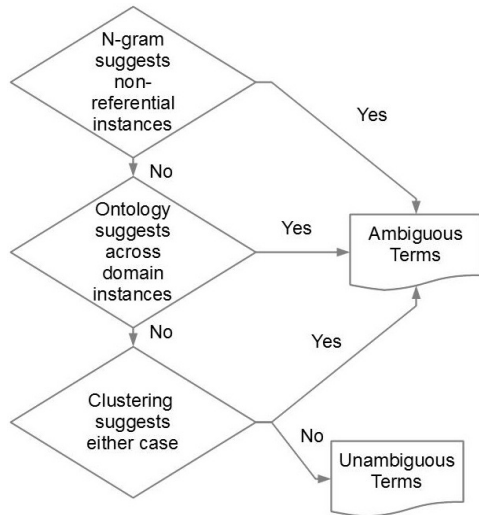 N-gram
suggests
non-
referential
instances
Yes
No
Ontology
suggests
across
domain
instances
Yes
Ambiguous
Terms
No
Yes
Clustering
suggests
either case
No
Unambiguous
Terms